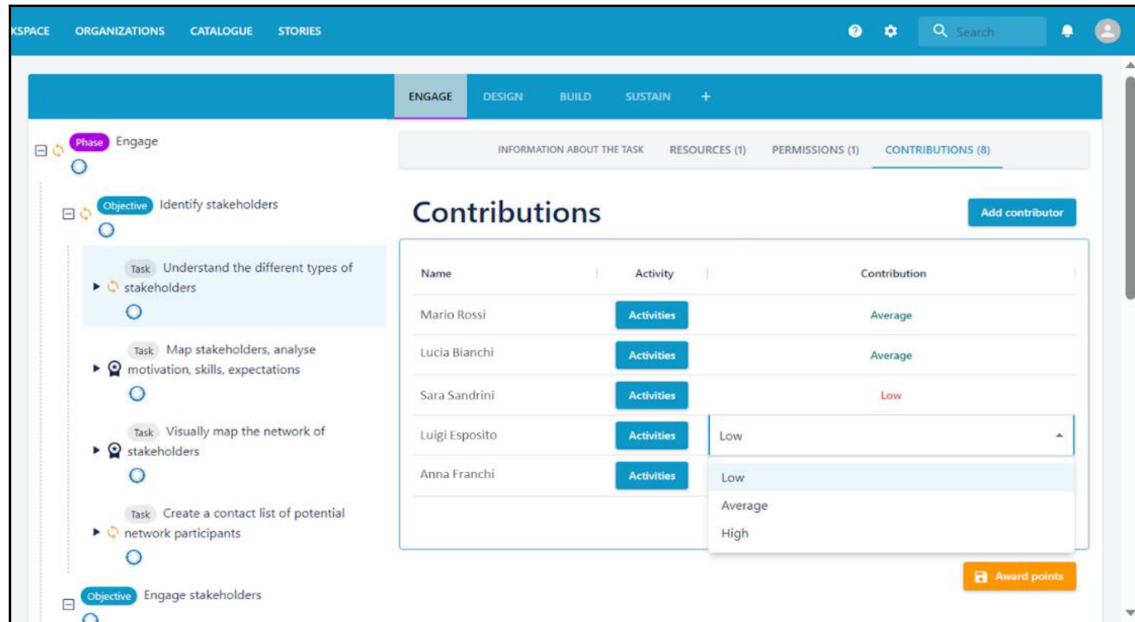 KSPACE ORGANIZATIONS CATALOGUE STORIES Search
ENGAGE DESIGN BUILD SUSTAIN +
Phase Engage
INFORMATION ABOUT THE TASK RESOURCES (1) PERMISSIONS (1) CONTRIBUTIONS (8)
Objective Identify stakeholders
Task Understand the different types of
stakeholders
Task Map stakeholders, analyse
motivation, skills, expectations
Task Visually map the network of
stakeholders
Task Create a contact list of potential
network participants
Objective Engage stakeholders
Contributions
Add contributor
Name Activity Contribution
Mario Rossi Activities Average
Lucia Bianchi Activities Average
Sara Sandrini Activities Low
Luigi Esposito Activities Low
Anna Franchi Activities
Low
Average
High
Award points